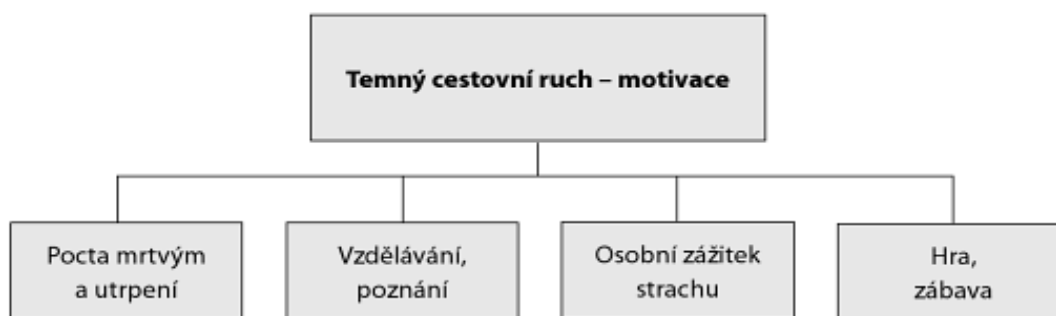 Temný cestovní ruch – motivace
Pocta mrtvým
a utrpení
Vzdělávání,
poznání
Osobní zážitek
strachu
Hra,
zábava